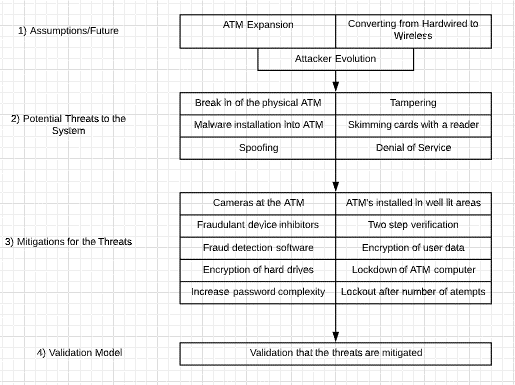 1) Assumptions/Future
ATM Expansion
Converting from Hardwired to
Wireless
Attacker Evolution
2) Potential Threats to the
System
Break in of the physical ATM
Tampering
Malware installation into ATM
Skimming cards with a reader
Spoofing
Denial of Service
3) Mitigations for the Threats
Cameras at the ATM
ATM's installed in well lit areas
Fraudulant device inhibitors
Two step verification
Fraud detection software
Encryption of user data
Encryption of hard drives
Lockdown of ATM computer
Increase password complexity
Lockout after number of atempts
4) Validation Model
Validation that the threats are mitigated